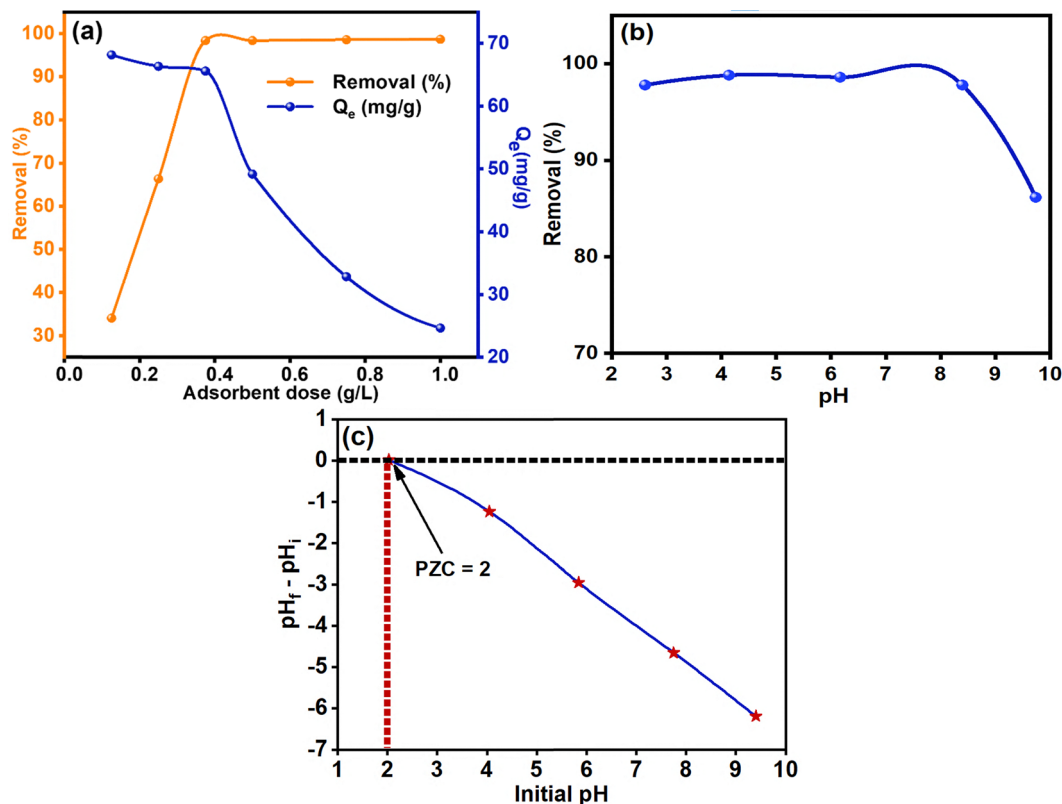 (a)
Removal (%)
Qe (mg/g)
100
90
80
70
60
50
40
30
Removal (%)
70
60
50
40
30
20
Qe(mg/g)
0.0 0.2 0.4 0.6 0.8 1.0
Adsorbent dose (g/L)
(b)
100
90
80
70
Removal (%)
2 3 4 5 6 7 8 9 10
pH
(c)
1
0
-1
-2
-3
-4
-5
-6
-7
pHf - pHi
PZC = 2
1 2 3 4 5 6 7 8 9 10
Initial pH